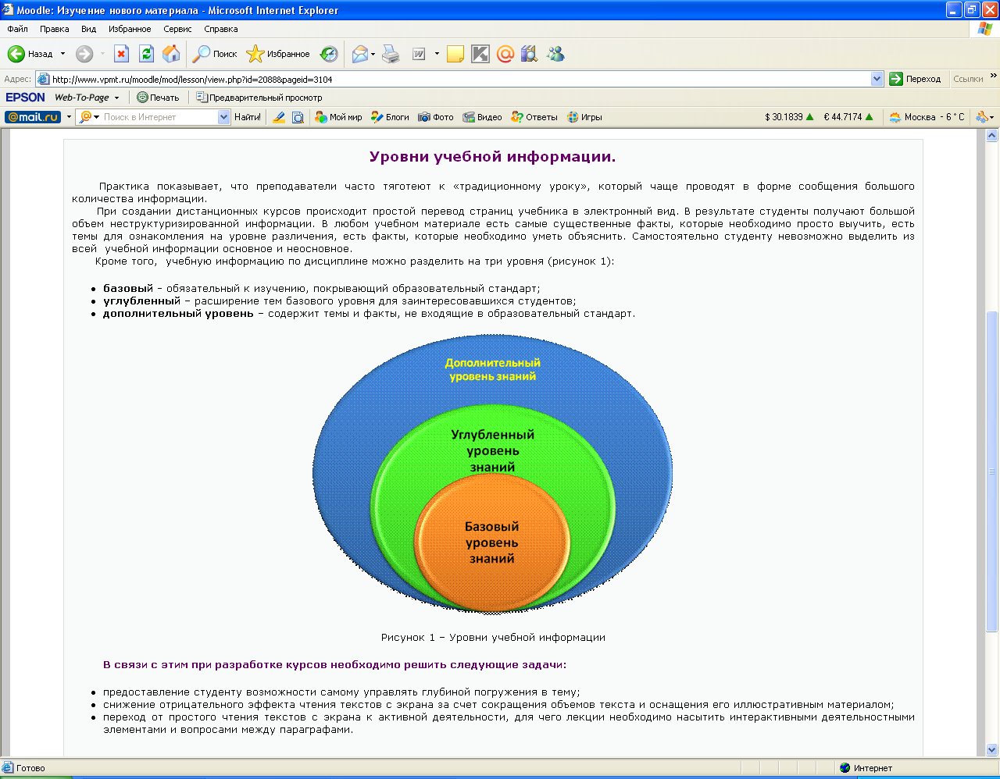 Moodle: Изучение нового материала - Microsoft Internet Explorer
Файл Правка Вид Избранное Сервис Справка
Назад Поиск Избранное
Адрес: http://www.vpmt.ru/moodle/mod/lesson/view.php?id=2088&pageid=3104 Переход Ссылки »
EPSON Web-To-Page Печать Предварительный просмотр
@mail.ru Поиск в Интернет Найти! Мой мир Блоги Фото Видео Ответы Игры $ 30.1839 € 44.7174 Москва - 6 ° C
Уровни учебной информации.
Практика показывает, что преподаватели часто тяготеют к «традиционному уроку», который чаще проводят в форме сообщения большого
количества информации.
При создании дистанционных курсов происходит простой перевод страниц учебника в электронный вид. В результате студенты получают большой
объем неструктуризированной информации. В любом учебном материале есть самые существенные факты, которые необходимо просто выучить, есть
темы для ознакомления на уровне различения, есть факты, которые необходимо уметь объяснить. Самостоятельно студенту невозможно выделить из
всей учебной информации основное и неосновное.
Кроме того, учебную информацию по дисциплине можно разделить на три уровня (рисунок 1):
• базовый – обязательный к изучению, покрывающий образовательный стандарт;
• углубленный – расширение тем базового уровня для заинтересовавшихся студентов;
• дополнительный уровень – содержит темы и факты, не входящие в образовательный стандарт.
Дополнительный
уровень знаний
Углубленный
уровень
знаний
Базовый
уровень
знаний
Рисунок 1 – Уровни учебной информации
В связи с этим при разработке курсов необходимо решить следующие задачи:
• предоставление студенту возможности самому управлять глубиной погружения в тему;
• снижение отрицательного эффекта чтения текстов с экрана за счет сокращения объемов текста и оснащения его иллюстративным материалом;
• переход от простого чтения текстов с экрана к активной деятельности, для чего лекции необходимо насытить интерактивными деятельностными
элементами и вопросами между параграфами.
Готово Интернет